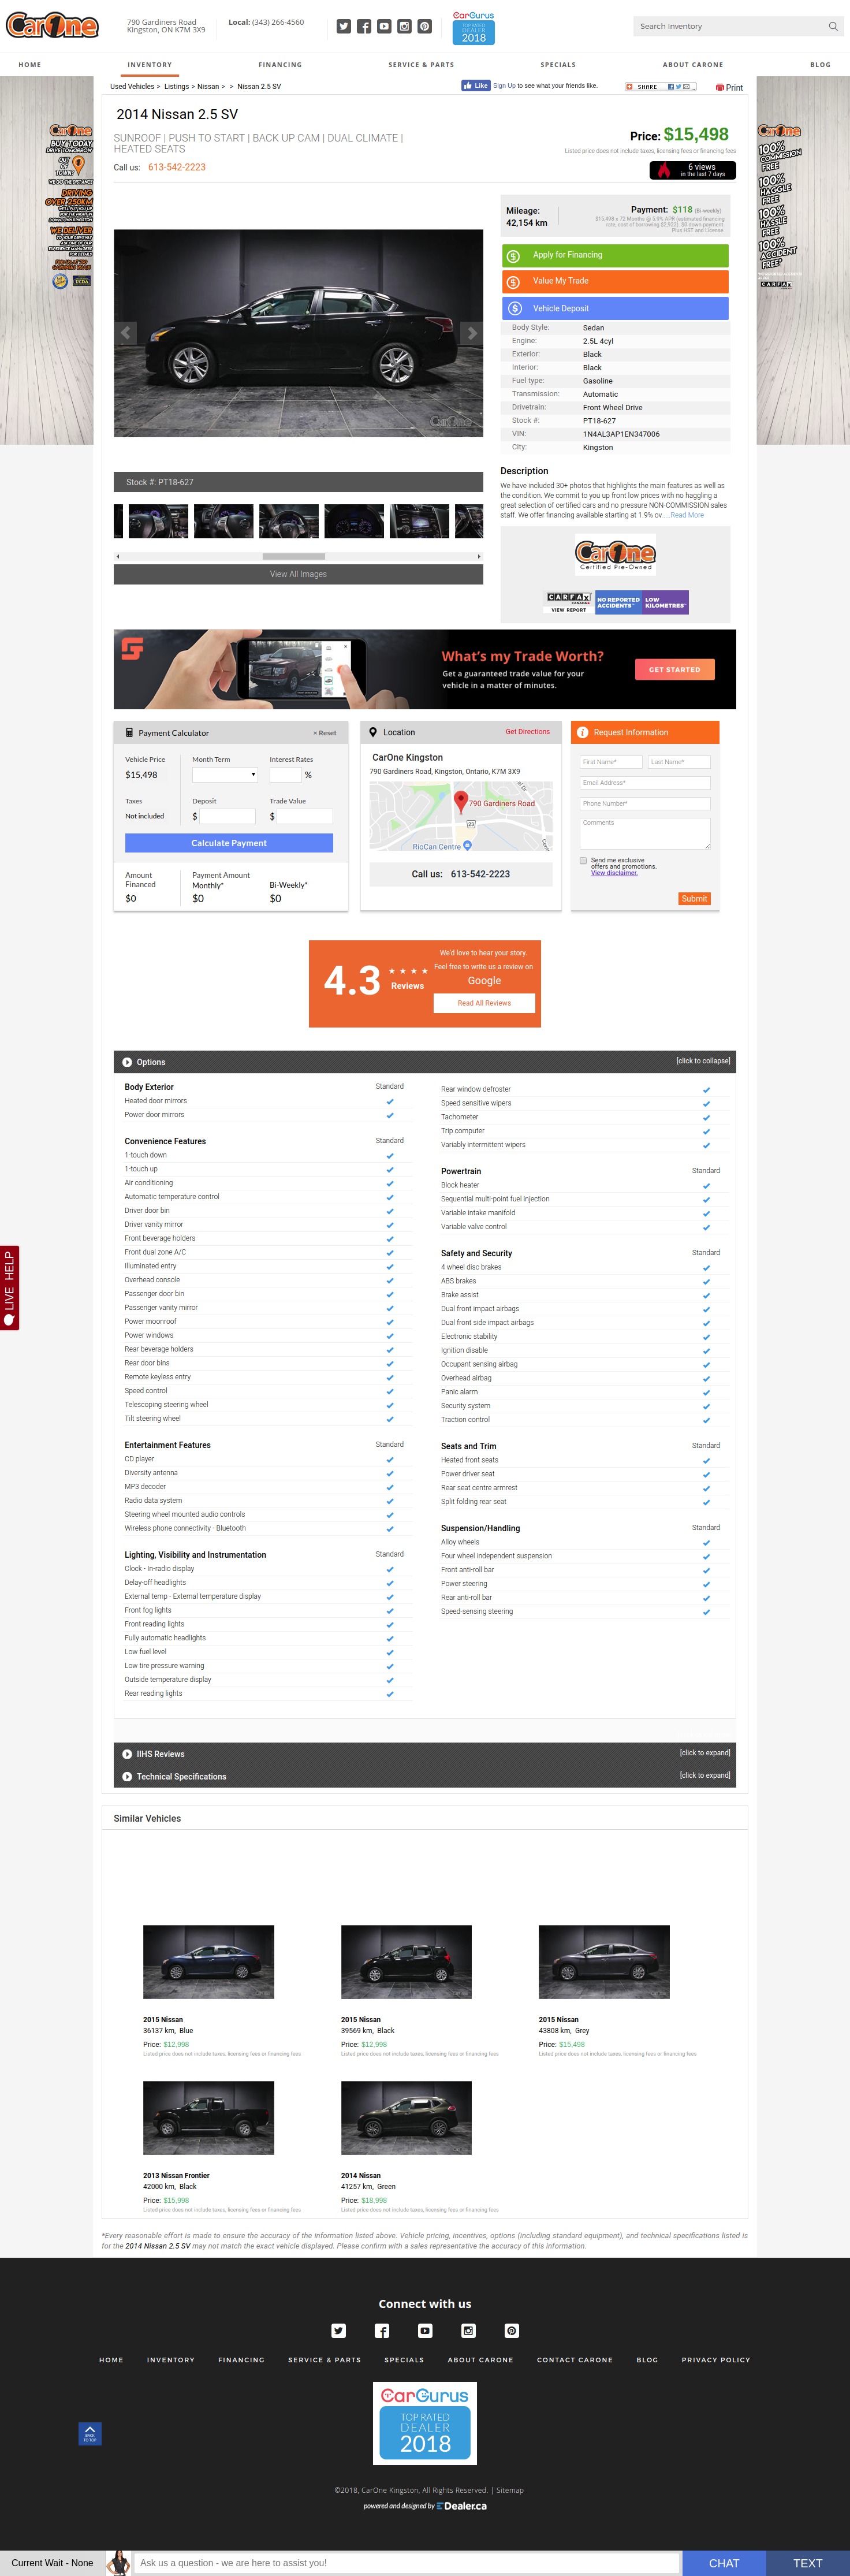 CarOne
790 Gardiners Road
Kingston, ON K7M 3X9
Local: (343) 266-4560
CarGurus
TOP RATED
DEALER
2018
Search Inventory
HOME
INVENTORY
FINANCING
SERVICE & PARTS
SPECIALS
ABOUT CARONE
BLOG
Used Vehicles > Listings > Nissan > > Nissan 2.5 SV
Like
Sign Up to see what your friends like.
SHARE
Print
CarOne
BUY TODAY
DRIVE TOMORROW
OUT
OF
TOWN?
WE GO THE DISTANCE
DRIVING
OVER 250KM
WE DELIVER
CarOne
100%
COMMISSION
FREE
100%
HAGGLE
FREE
100%
HASSLE
FREE
100%
ACCIDENT
FREE*
CARFAX
2014 Nissan 2.5 SV
SUNROOF | PUSH TO START | BACK UP CAM | DUAL CLIMATE |
HEATED SEATS
Call us: 613-542-2223
Price: $15,498
Listed price does not include taxes, licensing fees or financing fees
6 views
in the last 7 days
Mileage:
42,154 km
Payment: $118 (Bi-weekly)
$15,498 x 72 Months @ 5.9% APR (estimated financing
rate, cost of borrowing $2,922). $0 down payment.
Plus HST and License.
Apply for Financing
Value My Trade
Vehicle Deposit
Body Style: Sedan
Engine: 2.5L 4cyl
Exterior: Black
Interior: Black
Fuel type: Gasoline
Transmission: Automatic
Drivetrain: Front Wheel Drive
Stock #: PT18-627
VIN: 1N4AL3AP1EN347006
City: Kingston
CarOne
Stock #: PT18-627
View All Images
Description
We have included 30+ photos that highlights the main features as well as
the condition. We commit to you up front low prices with no haggling a
great selection of certified cars and no pressure NON-COMMISSION sales
staff. We offer financing available starting at 1.9% ov.....Read More
CarOne
Certified Pre-Owned
CARFAX
CANADA
VIEW REPORT
NO REPORTED
ACCIDENTS
LOW
KILOMETRES
What's my Trade Worth?
Get a guaranteed trade value for your
vehicle in a matter of minutes.
GET STARTED
Payment Calculator
× Reset
Vehicle Price
Month Term
Interest Rates
$15,498
%
Taxes
Deposit
Trade Value
Not included
$
$
Calculate Payment
Amount
Financed
Payment Amount
Monthly*
Bi-Weekly*
$0
$0
$0
Location
Get Directions
CarOne Kingston
790 Gardiners Road, Kingston, Ontario, K7M 3X9
790 Gardiners Road
23
RioCan Centre
Call us: 613-542-2223
Request Information
First Name*
Last Name*
Email Address*
Phone Number*
Comments
Send me exclusive
offers and promotions.
View disclaimer.
Submit
4.3
Reviews
We'd love to hear your story.
Feel free to write us a review on
Google
Read All Reviews
Options
[click to collapse]
Body Exterior Standard
Heated door mirrors
Power door mirrors
Convenience Features Standard
1-touch down
1-touch up
Air conditioning
Automatic temperature control
Driver door bin
Driver vanity mirror
Front beverage holders
Front dual zone A/C
Illuminated entry
Overhead console
Passenger door bin
Passenger vanity mirror
Power moonroof
Power windows
Rear beverage holders
Rear door bins
Remote keyless entry
Speed control
Telescoping steering wheel
Tilt steering wheel
Entertainment Features Standard
CD player
Diversity antenna
MP3 decoder
Radio data system
Steering wheel mounted audio controls
Wireless phone connectivity - Bluetooth
Lighting, Visibility and Instrumentation Standard
Clock - In-radio display
Delay-off headlights
External temp - External temperature display
Front fog lights
Front reading lights
Fully automatic headlights
Low fuel level
Low tire pressure warning
Outside temperature display
Rear reading lights
Rear window defroster
Speed sensitive wipers
Tachometer
Trip computer
Variably intermittent wipers
Powertrain Standard
Block heater
Sequential multi-point fuel injection
Variable intake manifold
Variable valve control
Safety and Security Standard
4 wheel disc brakes
ABS brakes
Brake assist
Dual front impact airbags
Dual front side impact airbags
Electronic stability
Ignition disable
Occupant sensing airbag
Overhead airbag
Panic alarm
Security system
Traction control
Seats and Trim Standard
Heated front seats
Power driver seat
Rear seat centre armrest
Split folding rear seat
Suspension/Handling Standard
Alloy wheels
Four wheel independent suspension
Front anti-roll bar
Power steering
Rear anti-roll bar
Speed-sensing steering
LIVE HELP
IIHS Reviews
[click to expand]
Technical Specifications
[click to expand]
Similar Vehicles
2015 Nissan
36137 km, Blue
Price: $12,998
Listed price does not include taxes, licensing fees or financing fees
2015 Nissan
39569 km, Black
Price: $12,998
Listed price does not include taxes, licensing fees or financing fees
2015 Nissan
43808 km, Grey
Price: $15,498
Listed price does not include taxes, licensing fees or financing fees
2013 Nissan Frontier
42000 km, Black
Price: $15,998
Listed price does not include taxes, licensing fees or financing fees
2014 Nissan
41257 km, Green
Price: $18,998
Listed price does not include taxes, licensing fees or financing fees
*Every reasonable effort is made to ensure the accuracy of the information listed above. Vehicle pricing, incentives, options (including standard equipment), and technical specifications listed is
for the 2014 Nissan 2.5 SV may not match the exact vehicle displayed. Please confirm with a sales representative the accuracy of this information.
Connect with us
HOME
INVENTORY
FINANCING
SERVICE & PARTS
SPECIALS
ABOUT CARONE
CONTACT CARONE
BLOG
PRIVACY POLICY
CarGurus
TOP RATED
DEALER
2018
BACK
TO TOP
©2018, CarOne Kingston, All Rights Reserved. | Sitemap
powered and designed by EDealer.ca
Current Wait - None
Ask us a question - we are here to assist you!
CHAT
TEXT